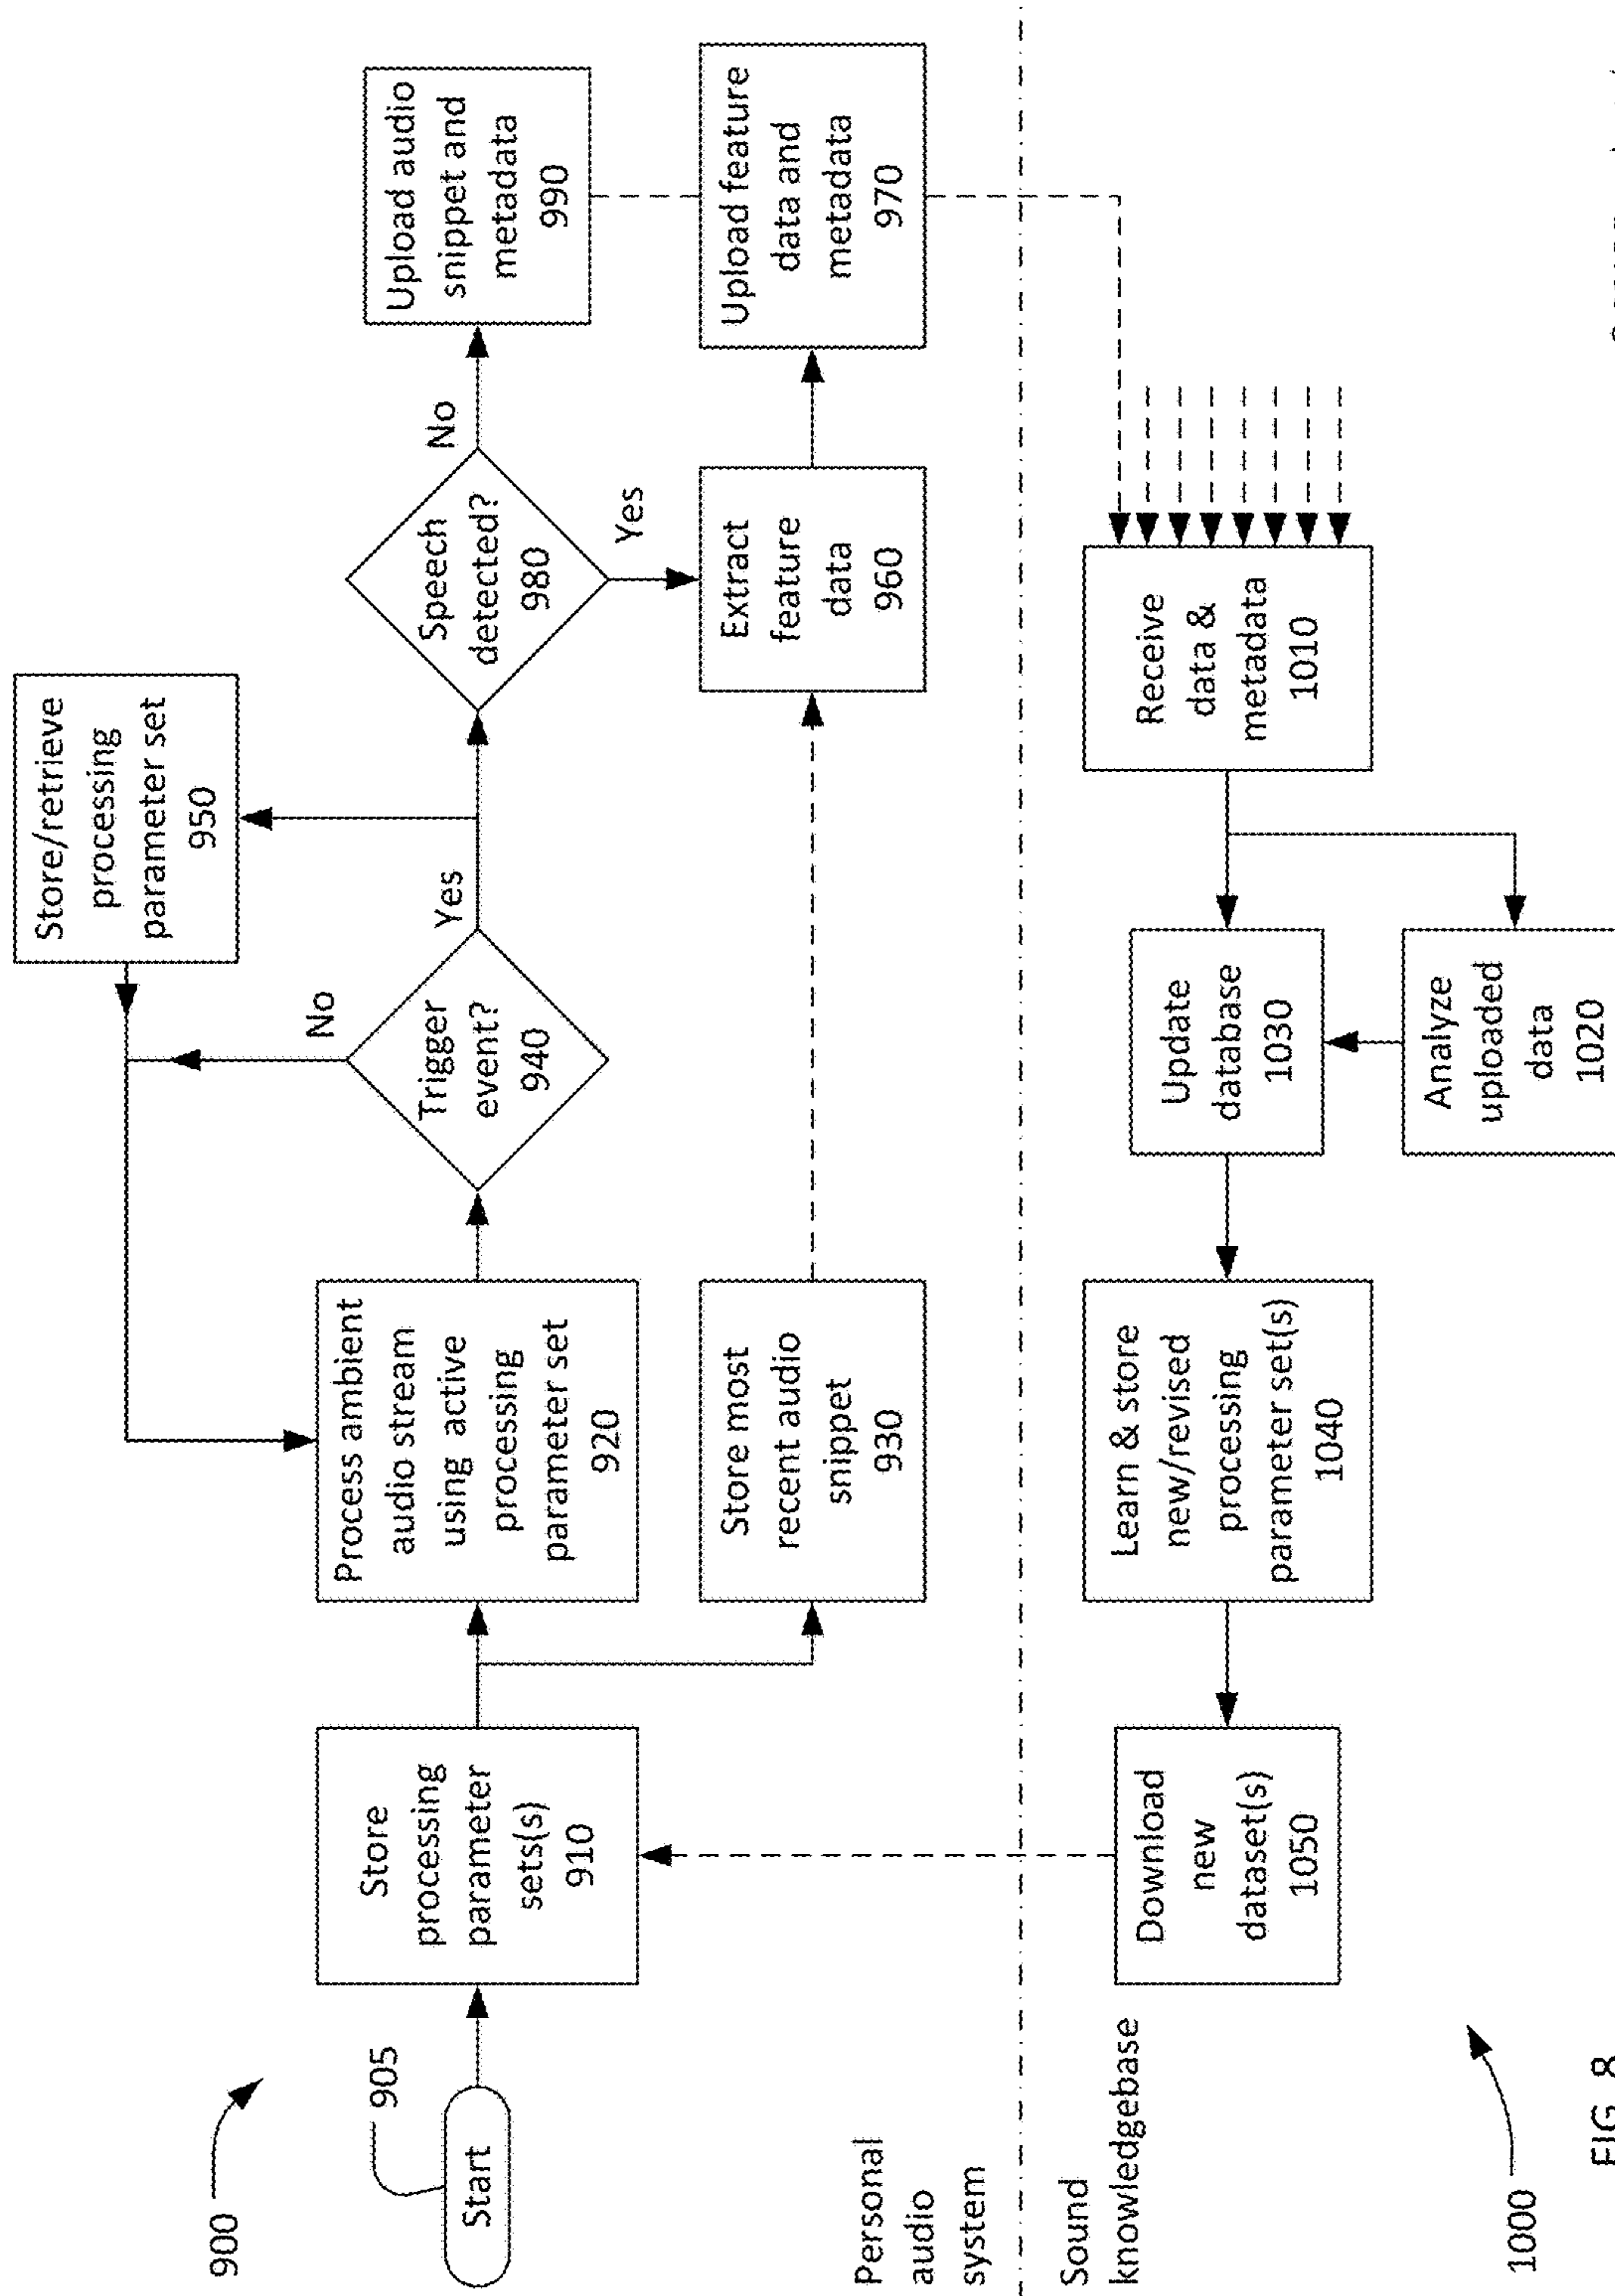 900
905
Start
Store
processing
parameter
sets(s)
910
Process ambient
audio stream
using active
processing
parameter set
920
Store most
recent audio
snippet
930
Trigger
event?
940
No
Yes
Store/retrieve
processing
parameter set
950
Speech
detected?
980
No
Yes
Upload audio
snippet and
metadata
990
Extract
feature
data
960
Upload feature
data and
metadata
970
Personal
audio
system
Sound
knowledgebase
Download
new
dataset(s)
1050
Learn & store
new/revised
processing
parameter set(s)
1040
Update
database
1030
Receive
data &
metadata
1010
Analyze
uploaded
data
1020
1000
FIG. 8